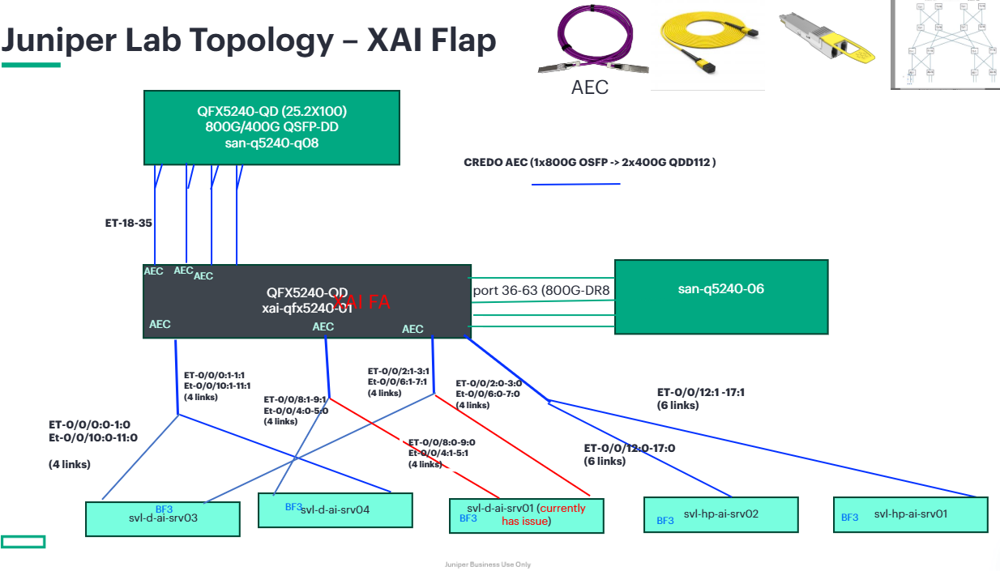 Juniper Lab Topology – XAI Flap
AEC
QFX5240-QD (25.2X100)
800G/400G QSFP-DD
san-q5240-q08
CREDO AEC (1x800G OSFP -> 2x400G QDD112 )
ET-18-35
AEC
AEC
AEC
QFX5240-QD
xai-qfx5240-01
XAI FA
AEC
AEC
AEC
port 36-63 (800G-DR8
san-q5240-06
ET-0/0/0:1-1:1
Et-0/0/10:1-11:1
(4 links)
ET-0/0/2:1-3:1
Et-0/0/6:1-7:1
(4 links)
ET-0/0/2:0-3:0
Et-0/0/6:0-7:0
(4 links)
ET-0/0/8:1-9:1
Et-0/0/4:0-5:0
(4 links)
ET-0/0/12:1 -17:1
(6 links)
ET-0/0/0:0-1:0
Et-0/0/10:0-11:0
(4 links)
ET-0/0/8:0-9:0
Et-0/0/4:1-5:1
(4 links)
ET-0/0/12:0-17:0
(6 links)
BF3
svl-d-ai-srv03
BF3
svl-d-ai-srv04
svl-d-ai-srv01 (currently
has issue)
BF3
BF3
svl-hp-ai-srv02
BF3
svl-hp-ai-srv01
Juniper Business Use Only